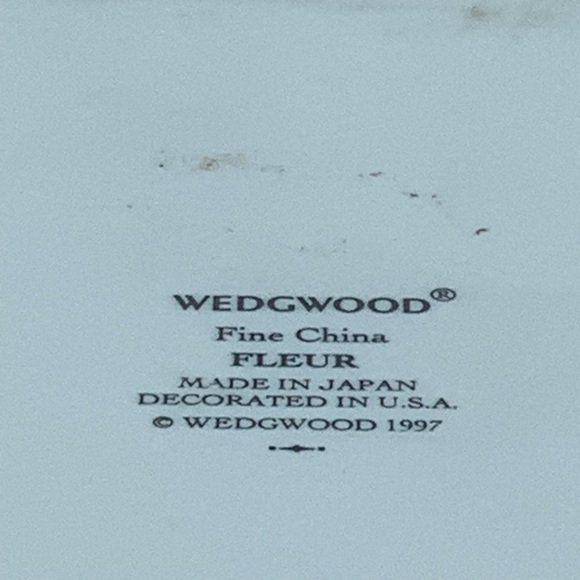 WEDGWOOD®
Fine China
FLEUR
MADE IN JAPAN
DECORATED IN U.S.A.
© WEDGWOOD 1997